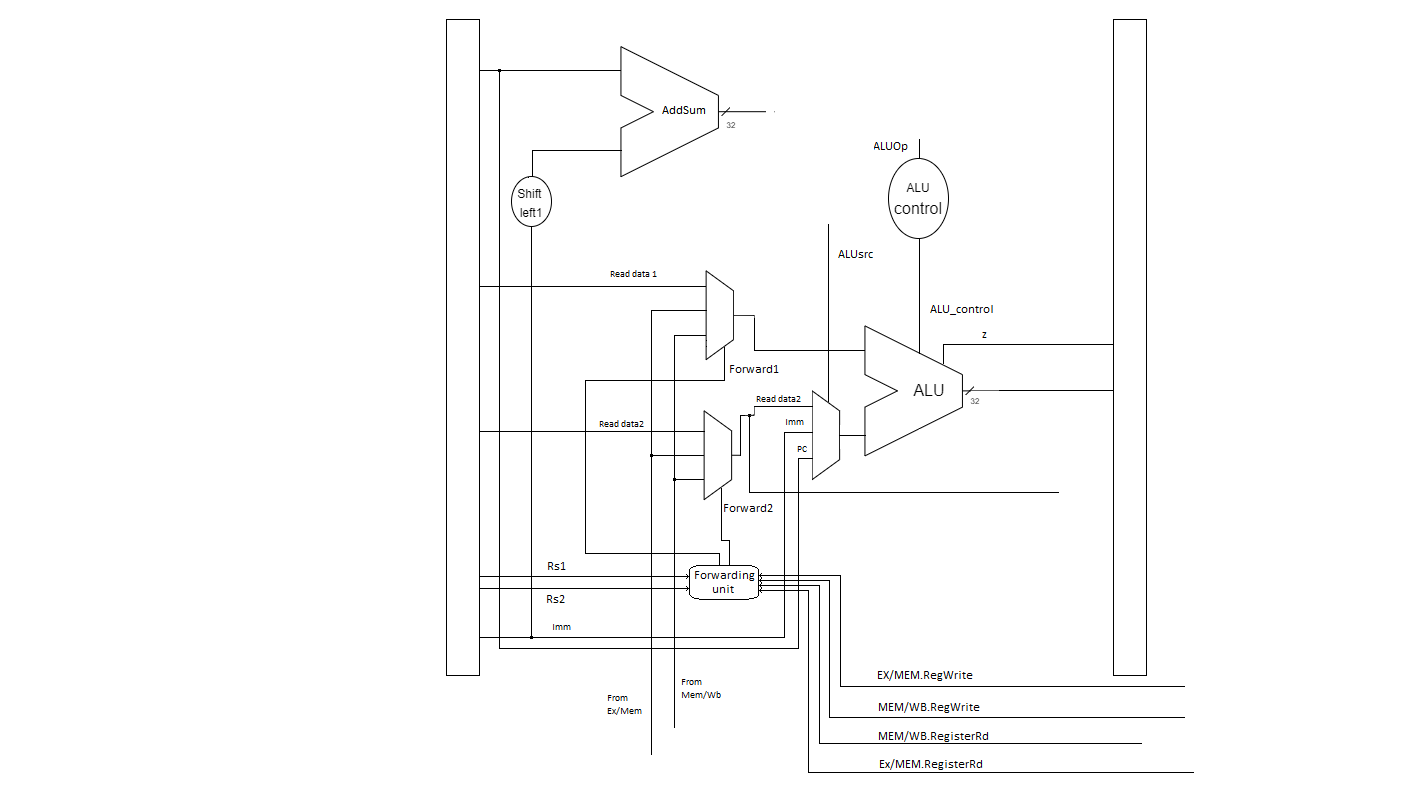 AddSum
32
ALUOp
Shift
left1
ALU
control
ALUsrc
Read data 1
ALU_control
z
Forward1
ALU
32
Read data2
Imm
Read data2
PC
Forward2
Rs1
Forwarding
unit
Rs2
Imm
From
Mem/Wb
From
Ex/Mem
EX/MEM.RegWrite
MEM/WB.RegWrite
MEM/WB.RegisterRd
Ex/MEM.RegisterRd